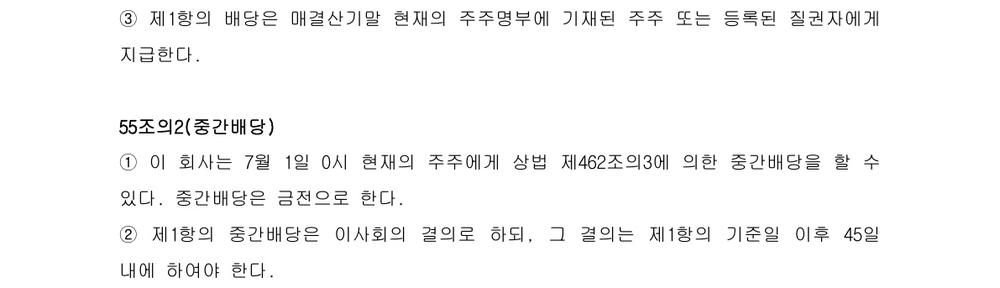 ③ 제1항의 배당은 매결산기말 현재의 주주명부에 기재된 주주 또는 등록된 질권자에게
지급한다.
55조의2(중간배당)
① 이 회사는 7월 1일 0시 현재의 주주에게 상법 제462조의3에 의한 중간배당을 할 수
있다. 중간배당은 금전으로 한다.
② 제1항의 중간배당은 이사회의 결의로 하되, 그 결의는 제1항의 기준일 이후 45일
내에 하여야 한다.